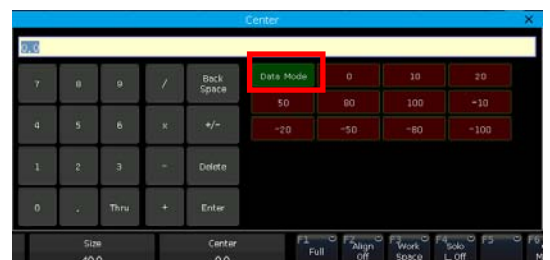 Center ×
0.0
7 8 9 / Back Space Data Mode 0 10 20
50 80 100 -10
4 5 6 x +/- -20 -50 -80 -100
1 2 3 - Delete
0 . Thru + Enter
Size Center F1 Full F2 Align Off F3 Work Space F4 Solo L. Off F5 F6
0.0